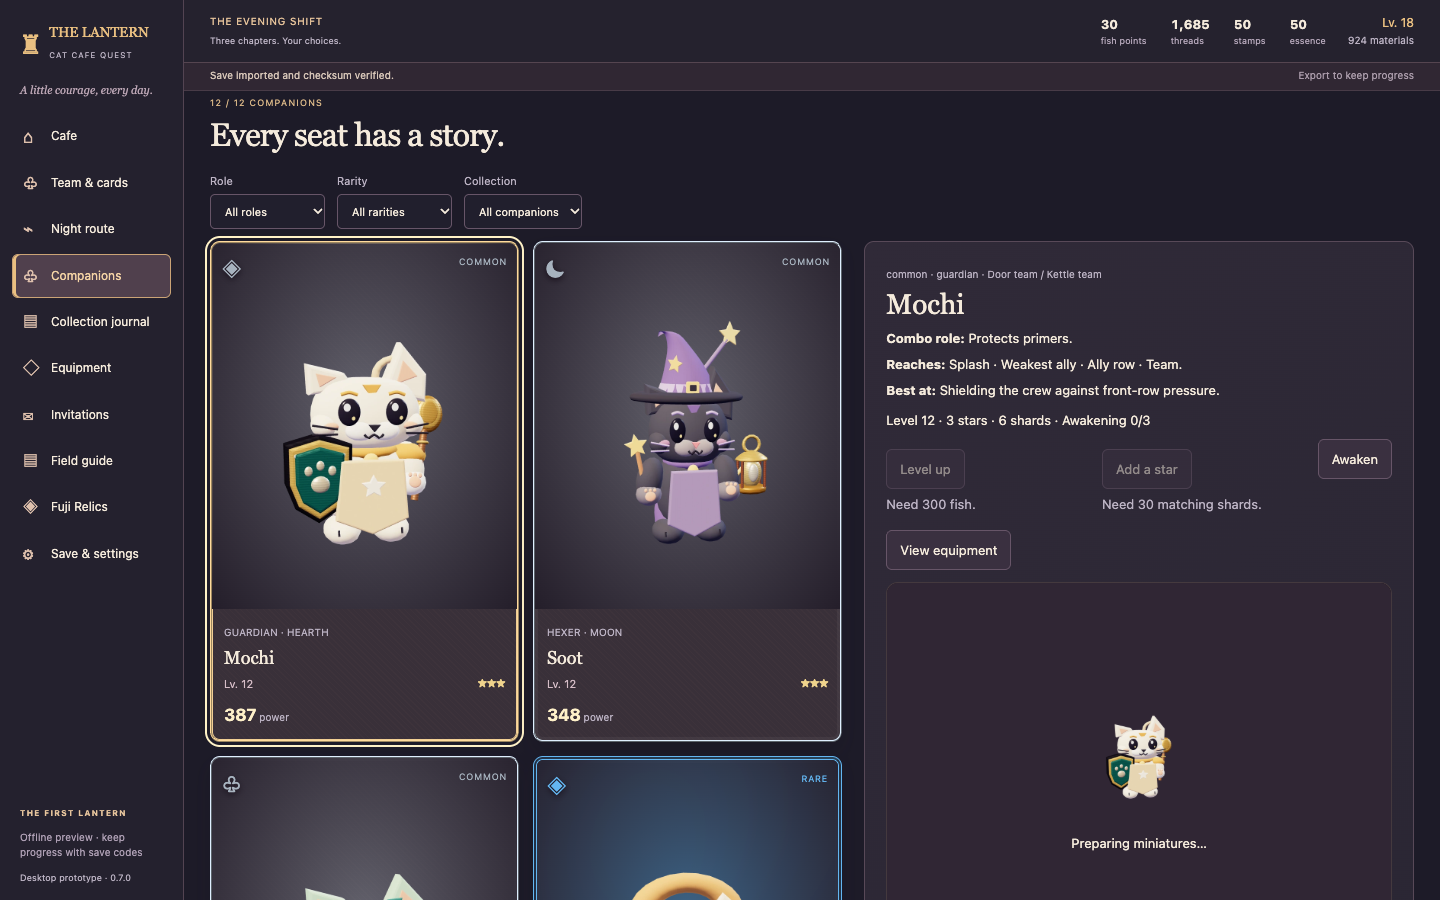 THE LANTERN
CAT CAFE QUEST
A little courage, every day.
Cafe
Team & cards
Night route
Companions
Collection journal
Equipment
Invitations
Field guide
Fuji Relics
Save & settings
THE FIRST LANTERN
Offline preview · keep
progress with save codes
Desktop prototype · 0.7.0
THE EVENING SHIFT
Three chapters. Your choices.
30
fish points
1,685
threads
50
stamps
50
essence
Lv. 18
924 materials
Save imported and checksum verified.
Export to keep progress
12 / 12 COMPANIONS
Every seat has a story.
Role
Rarity
Collection
All roles
All rarities
All companions
COMMON
GUARDIAN · HEARTH
Mochi
Lv. 12
387 power
COMMON
HEXER · MOON
Soot
Lv. 12
348 power
COMMON
RARE
common · guardian · Door team / Kettle team
Mochi
Combo role: Protects primers.
Reaches: Splash · Weakest ally · Ally row · Team.
Best at: Shielding the crew against front-row pressure.
Level 12 · 3 stars · 6 shards · Awakening 0/3
Level up
Add a star
Awaken
Need 300 fish.
Need 30 matching shards.
View equipment
Preparing miniatures...